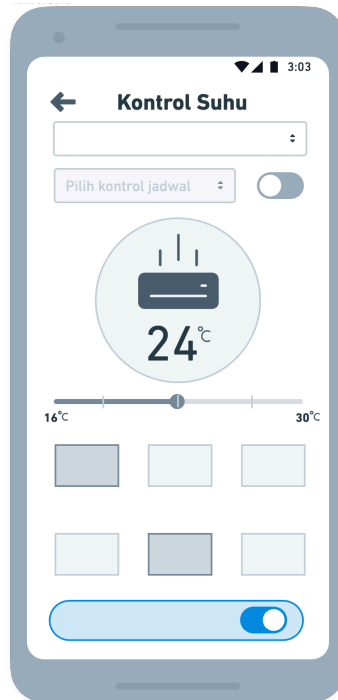 3:03
Kontrol Suhu
Pilih kontrol jadwal
24°C
16°C 30°C